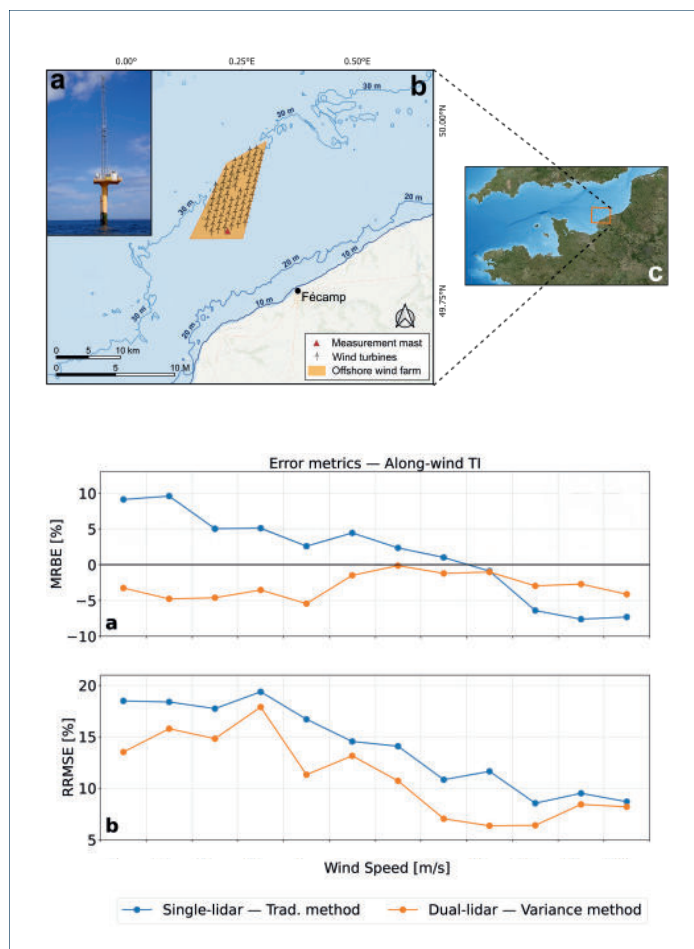 0.00° 0.25°E 0.50°E
a
b
30 m
30 m
50.00°N
30 m
20 m
20 m
10 m
49.75°N
Fécamp
30 m
10 m
20 m
0 5 10 km
0 5 10 M
Measurement mast
Wind turbines
Offshore wind farm
c
Error metrics — Along-wind TI
MRBE [%]
10
5
0
−5
−10
a
RRMSE [%]
20
15
10
5
b
Wind Speed [m/s]
Single-lidar — Trad. method Dual-lidar — Variance method